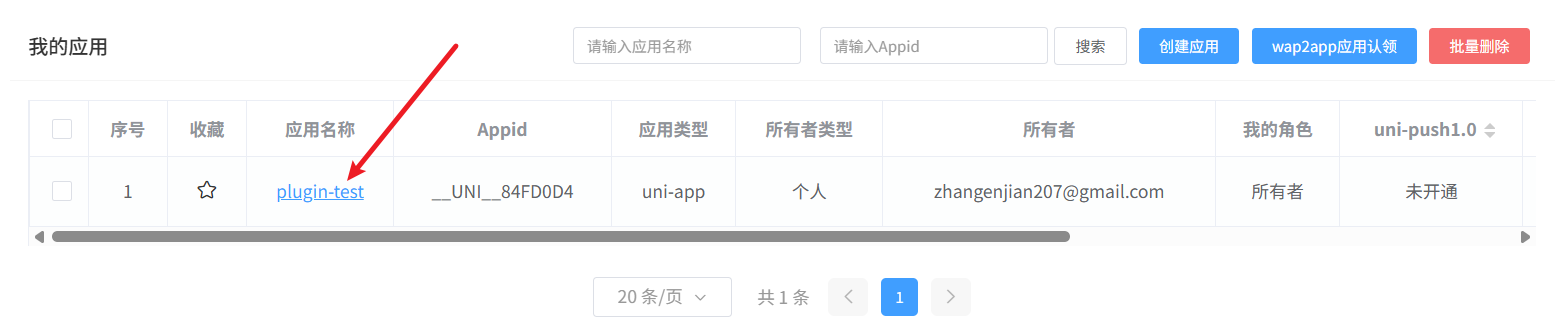 我的应用 请输入应用名称 请输入Appid 搜索 创建应用 wap2app应用认领 批量删除
序号 收藏 应用名称 Appid 应用类型 所有者类型 所有者 我的角色 uni-push1.0
1 plugin-test __UNI__84FD0D4 uni-app 个人 zhangenjian207@gmail.com 所有者 未开通
20 条/页 共 1 条 1